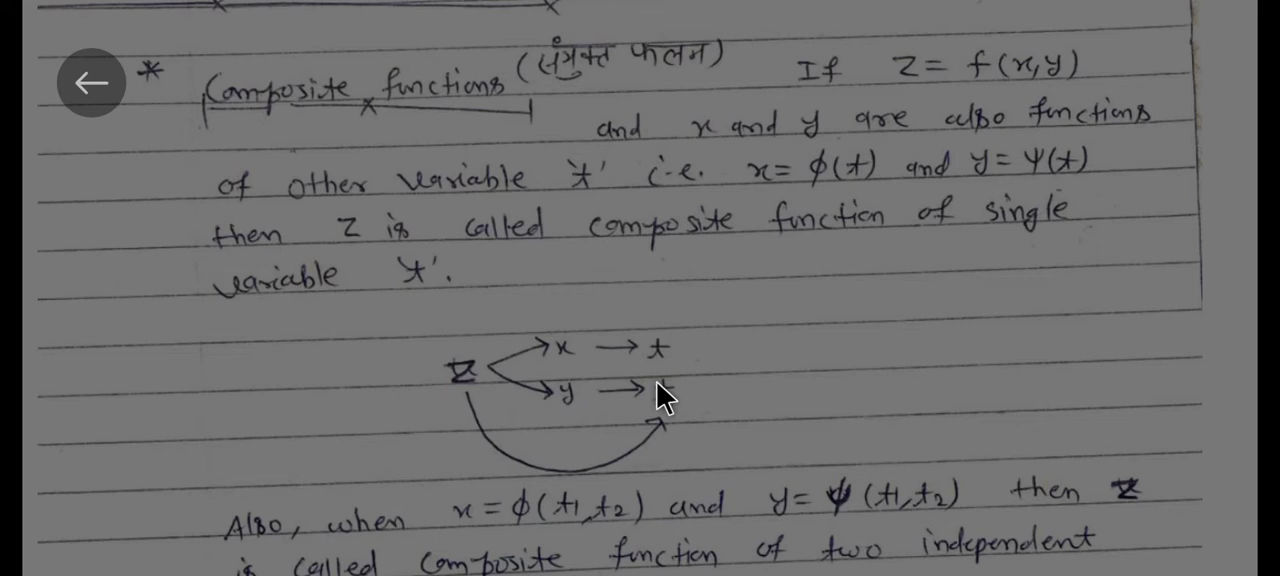 * Composite functions (संयुक्त फलन) If z = f(x,y)
and x and y are also functions
of other variable 't' i.e. x = φ(t) and y = ψ(t)
then z is called composite function of single
variable 't'.
z → x → t
→ y → t
Also, when x = φ(t1,t2) and y = ψ(t1,t2) then z
is called composite function of two independent